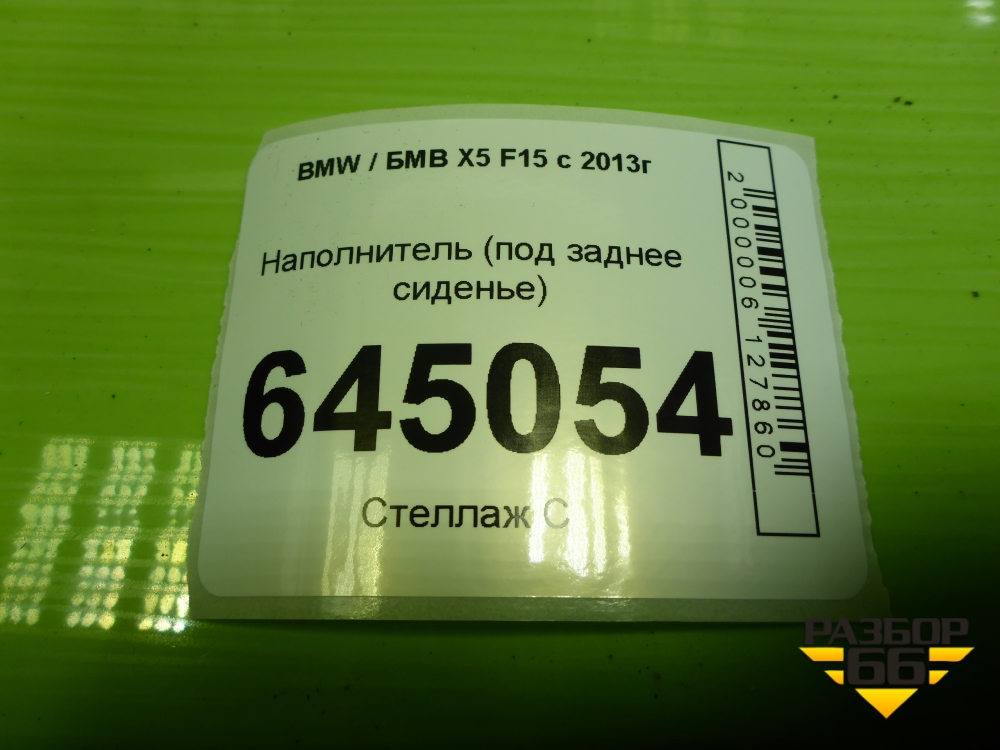 BMW / БМВ X5 F15 с 2013г
Наполнитель (под заднее
сиденье)
645054
Стеллаж С
2000006127860
РАЗБОР
66